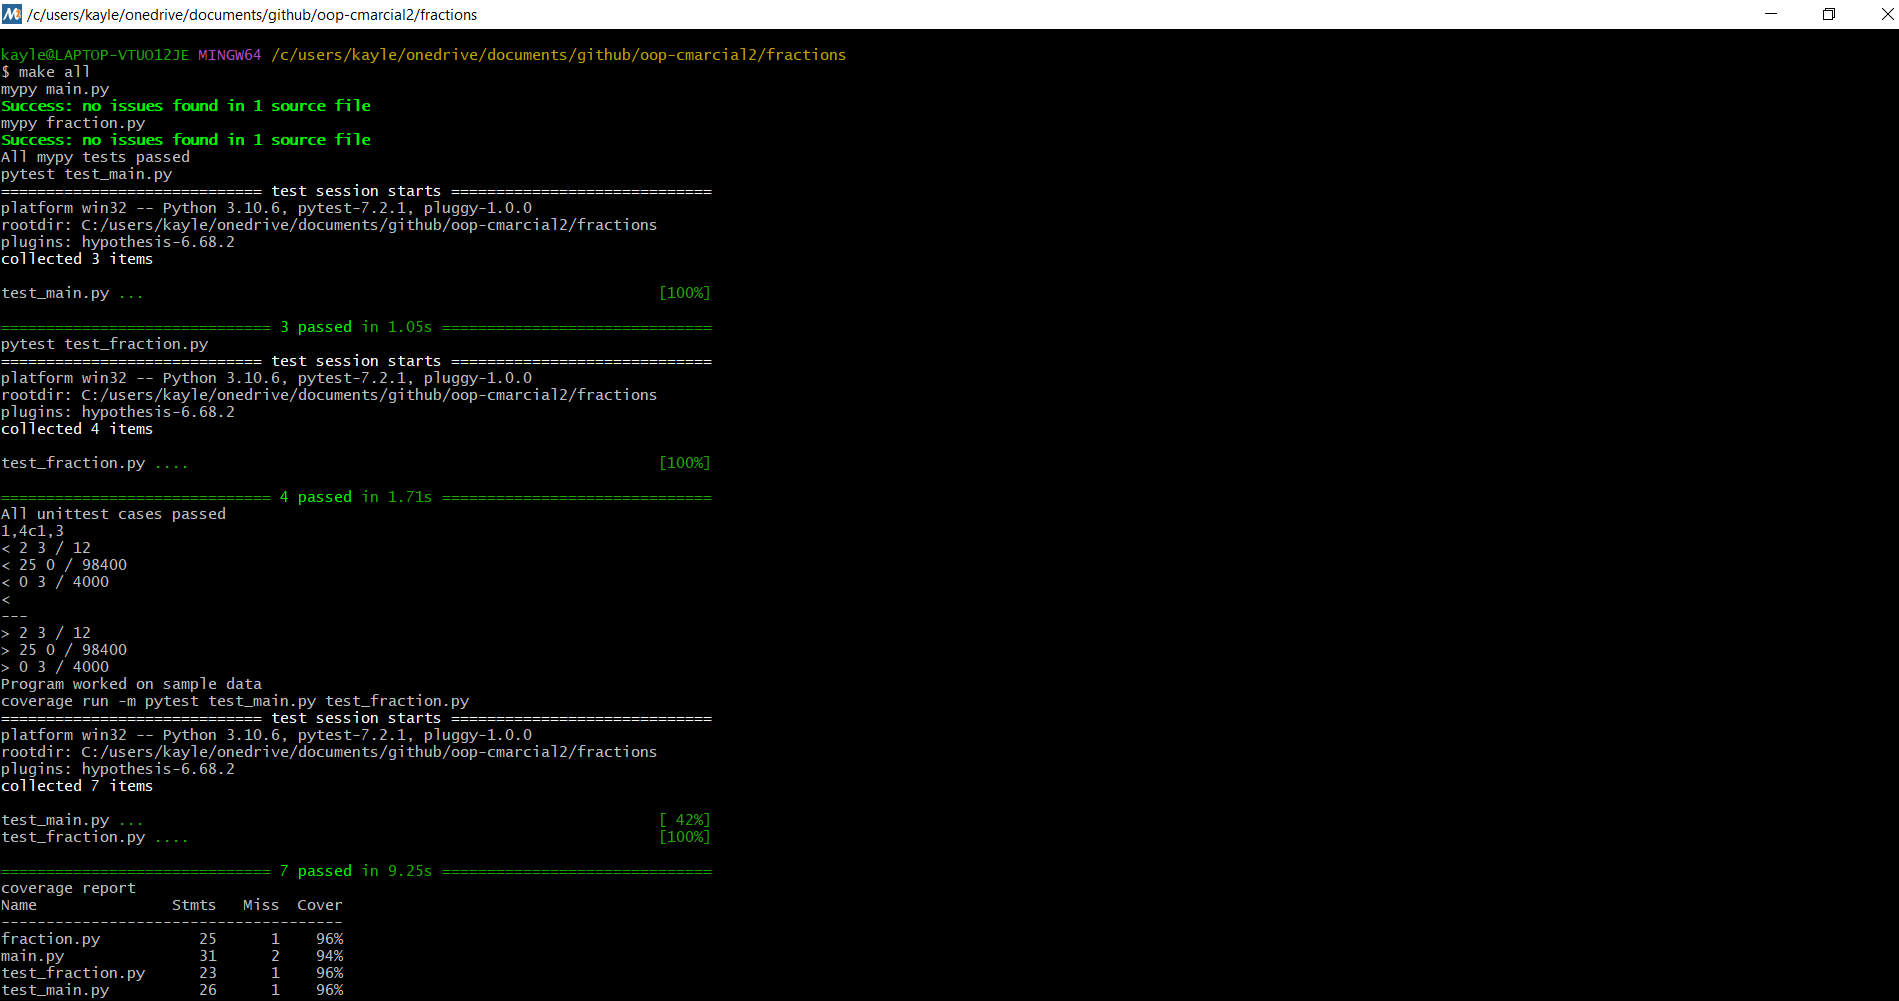 /c/users/kayle/onedrive/documents/github/oop-cmarcial2/fractions
kayle@LAPTOP-VTUO12JE MINGW64 /c/users/kayle/onedrive/documents/github/oop-cmarcial2/fractions
$ make all
mypy main.py
Success: no issues found in 1 source file
mypy fraction.py
Success: no issues found in 1 source file
All mypy tests passed
pytest test_main.py
============================= test session starts =============================
platform win32 -- Python 3.10.6, pytest-7.2.1, pluggy-1.0.0
rootdir: C:/users/kayle/onedrive/documents/github/oop-cmarcial2/fractions
plugins: hypothesis-6.68.2
collected 3 items
test_main.py ... [100%]
============================== 3 passed in 1.05s ==============================
pytest test_fraction.py
============================= test session starts =============================
platform win32 -- Python 3.10.6, pytest-7.2.1, pluggy-1.0.0
rootdir: C:/users/kayle/onedrive/documents/github/oop-cmarcial2/fractions
plugins: hypothesis-6.68.2
collected 4 items
test_fraction.py .... [100%]
============================== 4 passed in 1.71s ==============================
All unittest cases passed
1,4c1,3
< 2 3 / 12
< 25 0 / 98400
< 0 3 / 4000
<
---
> 2 3 / 12
> 25 0 / 98400
> 0 3 / 4000
Program worked on sample data
coverage run -m pytest test_main.py test_fraction.py
============================= test session starts =============================
platform win32 -- Python 3.10.6, pytest-7.2.1, pluggy-1.0.0
rootdir: C:/users/kayle/onedrive/documents/github/oop-cmarcial2/fractions
plugins: hypothesis-6.68.2
collected 7 items
test_main.py ... [ 42%]
test_fraction.py .... [100%]
============================== 7 passed in 9.25s ==============================
coverage report
Name Stmts Miss Cover
--------------------------------------
fraction.py 25 1 96%
main.py 31 2 94%
test_fraction.py 23 1 96%
test_main.py 26 1 96%